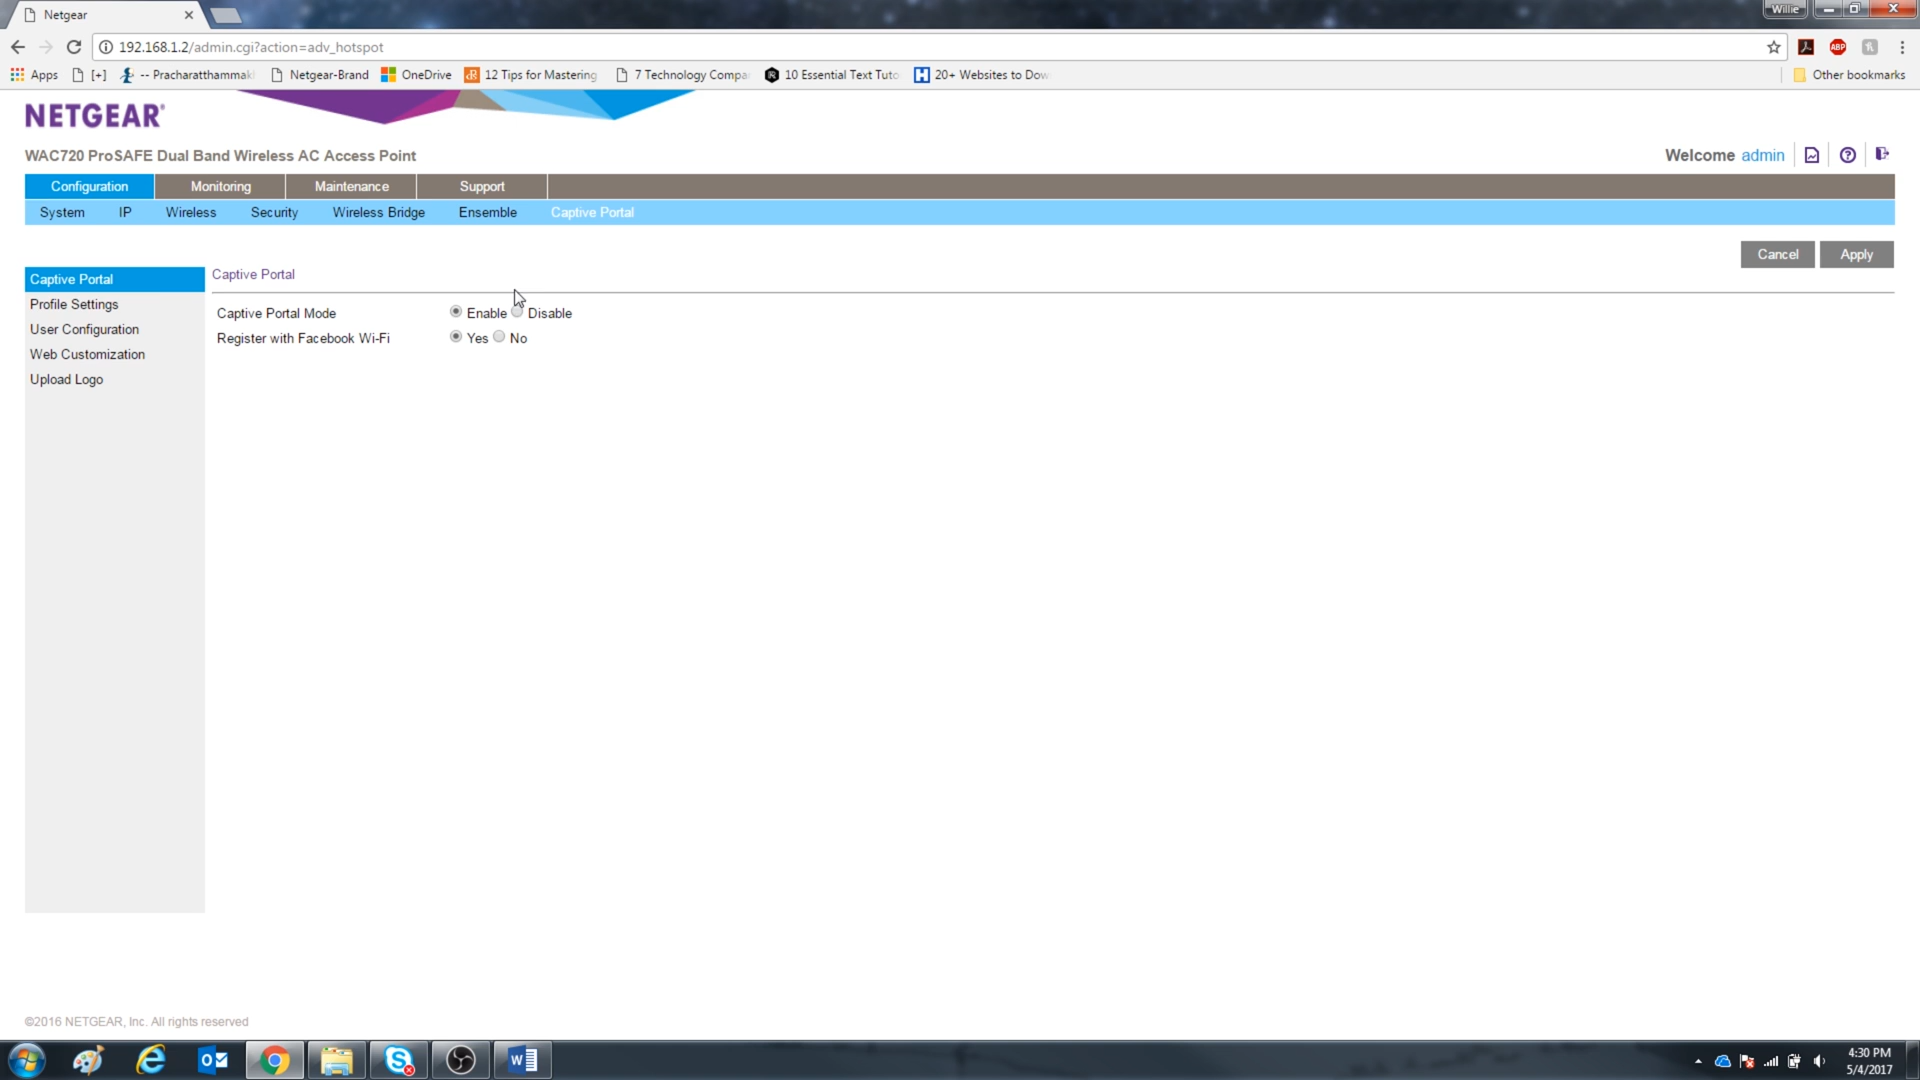 Netgear
Willie
192.168.1.2/admin.cgi?action=adv_hotspot
ABP
Apps [+] -- Pracharatthammak Netgear-Brand OneDrive 12 Tips for Mastering 7 Technology Compa 10 Essential Text Tuto 20+ Websites to Dow Other bookmarks
NETGEAR®
WAC720 ProSAFE Dual Band Wireless AC Access Point
Welcome admin
Configuration Monitoring Maintenance Support
System IP Wireless Security Wireless Bridge Ensemble Captive Portal
Cancel Apply
Captive Portal
Profile Settings
User Configuration
Web Customization
Upload Logo
Captive Portal
Captive Portal Mode Enable Disable
Register with Facebook Wi-Fi Yes No
©2016 NETGEAR, Inc. All rights reserved
4:30 PM
5/4/2017